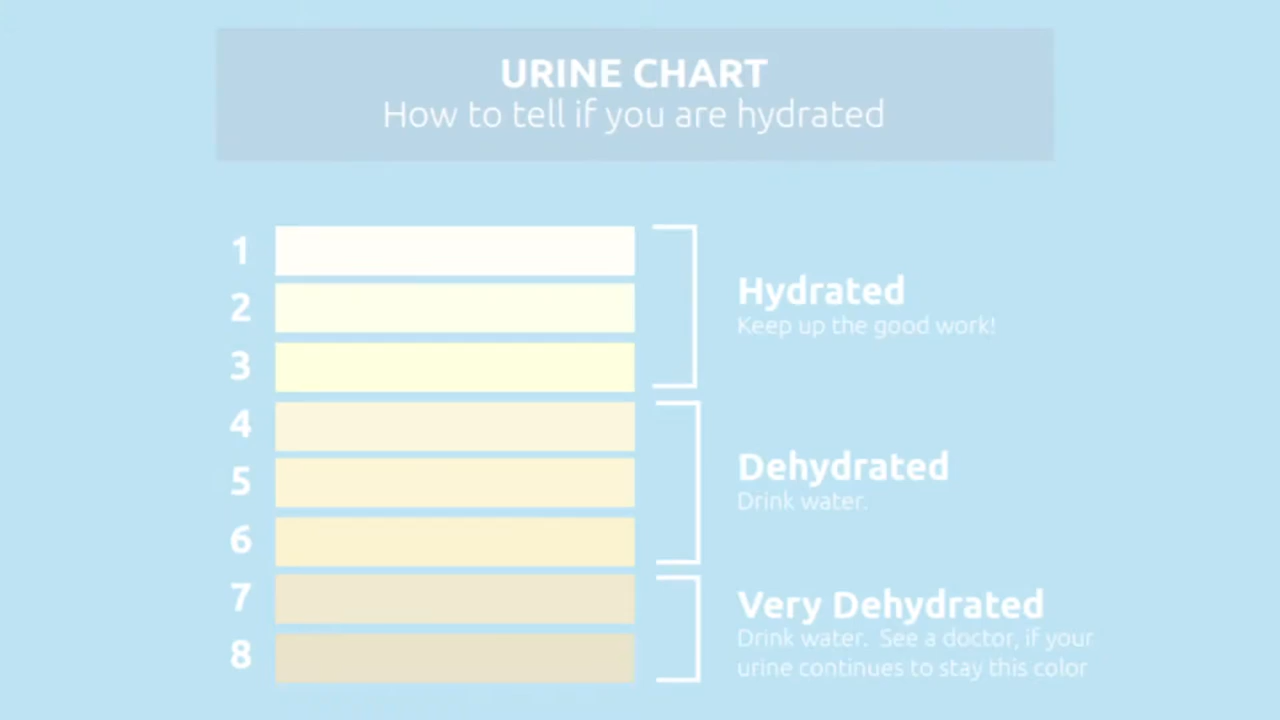 URINE CHART
How to tell if you are hydrated
1
2
3
Hydrated
Keep up the good work!
4
5
6
Dehydrated
Drink water.
7
8
Very Dehydrated
Drink water. See a doctor, if your
urine continues to stay this color